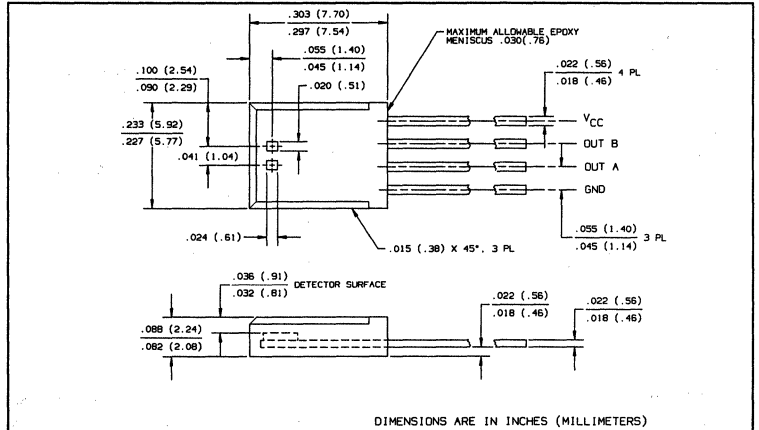 .303 (7.70)
.297 (7.54)
MAXIMUM ALLOWABLE EPOXY
MENISCUS .030(.76)
.055 (1.40)
.045 (1.14)
.100 (2.54)
.090 (2.29)
.020 (.51)
.022 (.56)
.018 (.46)
4 PL
.233 (5.92)
.227 (5.77)
VCC
OUT B
.041 (1.04)
OUT A
GND
.024 (.61)
.015 (.38) X 45°, 3 PL
.055 (1.40)
.045 (1.14)
3 PL
.036 (.91)
.032 (.81)
DETECTOR SURFACE
.022 (.56)
.018 (.46)
.022 (.56)
.018 (.46)
.088 (2.24)
.082 (2.08)
DIMENSIONS ARE IN INCHES (MILLIMETERS)